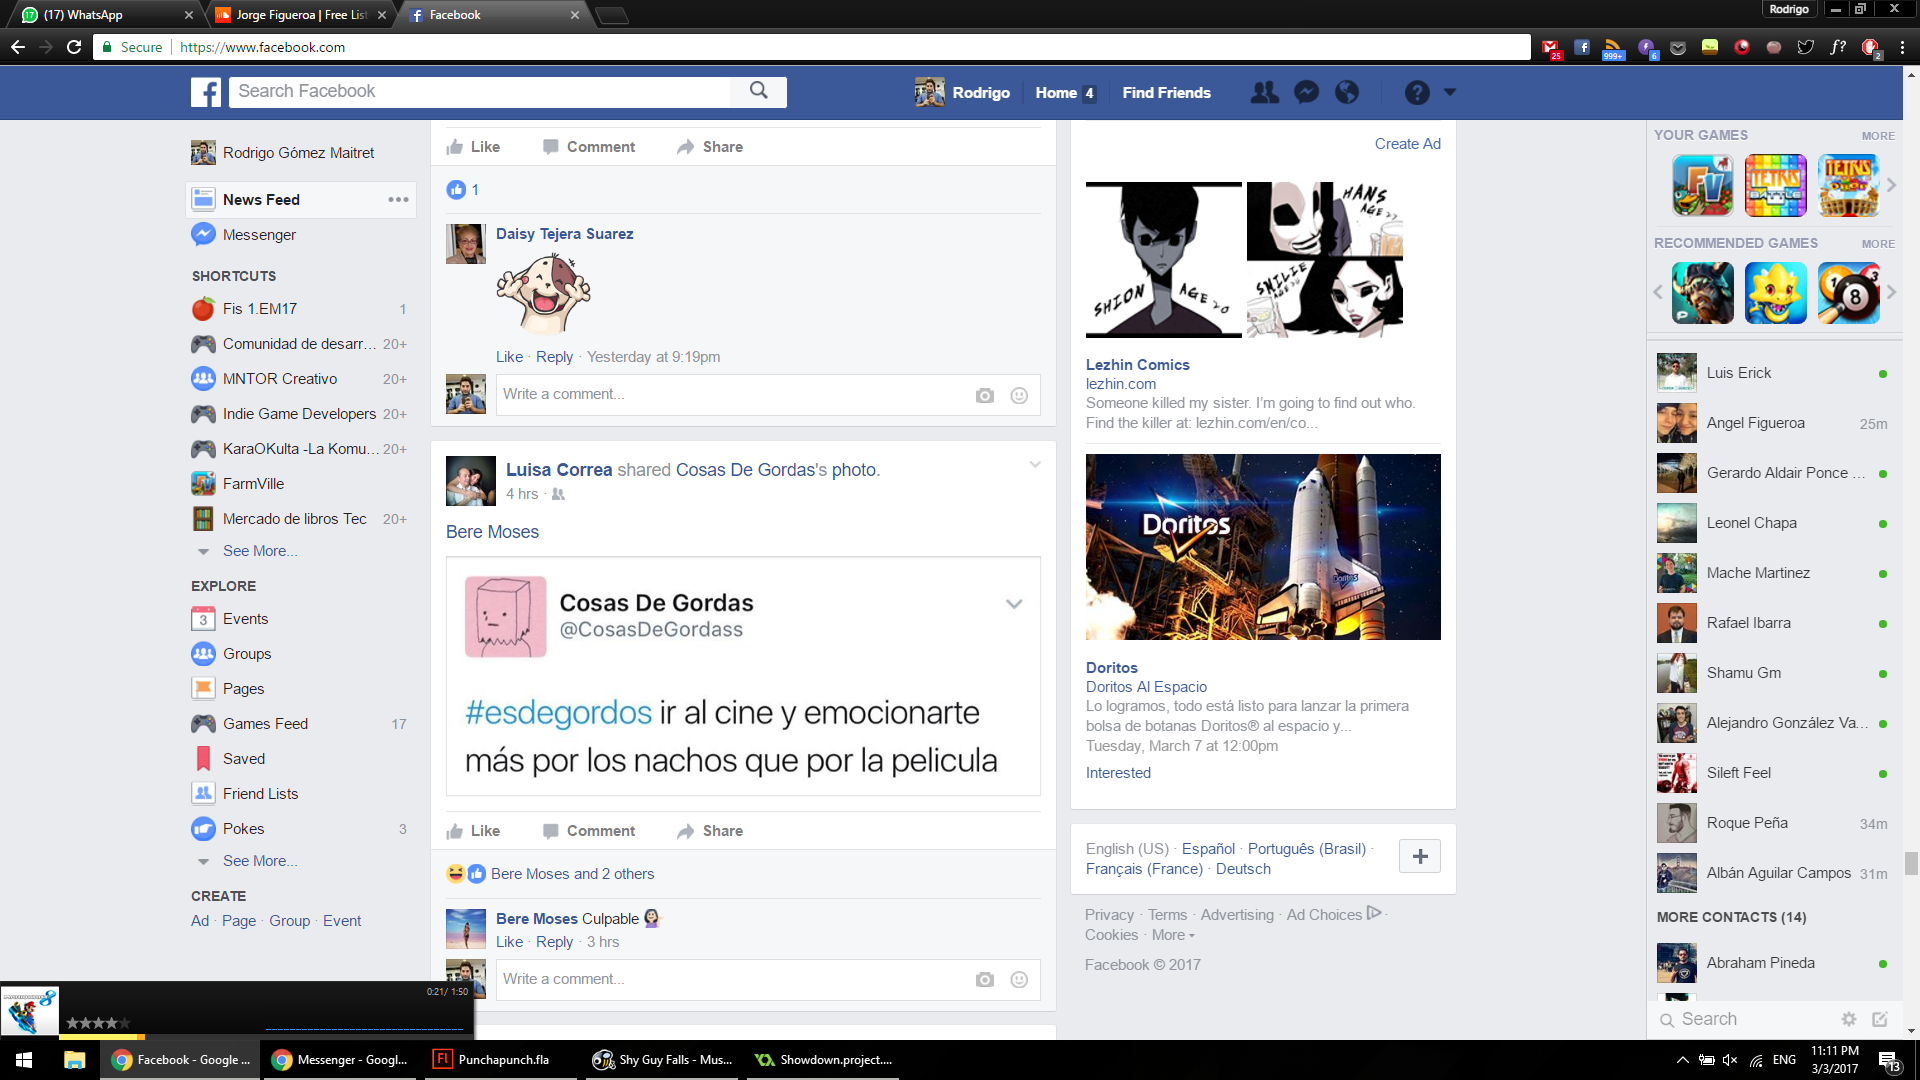 (17) WhatsApp
Jorge Figueroa | Free List
Facebook
Rodrigo
Secure
https://www.facebook.com
25
999+
6
f?
2
Search Facebook
Rodrigo
Home 4
Find Friends
Rodrigo Gómez Maitret
News Feed
Messenger
SHORTCUTS
Fis 1.EM17 1
Comunidad de desarr... 20+
MNTOR Creativo 20+
Indie Game Developers 20+
KaraOKulta -La Komu... 20+
FarmVille
Mercado de libros Tec 20+
See More...
EXPLORE
3 Events
Groups
Pages
Games Feed 17
Saved
Friend Lists
Pokes 3
See More...
CREATE
Ad · Page · Group · Event
Like Comment Share
1
Daisy Tejera Suarez
Like · Reply · Yesterday at 9:19pm
Write a comment...
Luisa Correa shared Cosas De Gordas's photo.
4 hrs ·
Bere Moses
Cosas De Gordas
@CosasDeGordass
#esdegordos ir al cine y emocionarte
más por los nachos que por la pelicula
Like Comment Share
Bere Moses and 2 others
Bere Moses Culpable
Like · Reply · 3 hrs
Write a comment...
Create Ad
SHION AGE 20
HANS
AGE 27
SMILIE
Lezhin Comics
lezhin.com
Someone killed my sister. I'm going to find out who.
Find the killer at: lezhin.com/en/co...
Doritos
Doritos
Doritos
Doritos Al Espacio
Lo logramos, todo está listo para lanzar la primera
bolsa de botanas Doritos® al espacio y...
Tuesday, March 7 at 12:00pm
Interested
English (US) · Español · Português (Brasil) ·
Français (France) · Deutsch
Privacy · Terms · Advertising · Ad Choices ·
Cookies · More
Facebook © 2017
YOUR GAMES MORE
FV
TETRIS
BATTLE
TETRIS
RECOMMENDED GAMES MORE
8
Luis Erick
Angel Figueroa 25m
Gerardo Aldair Ponce ...
Leonel Chapa
Mache Martinez
Rafael Ibarra
Shamu Gm
Alejandro González Va...
Sileft Feel
Roque Peña 34m
Albán Aguilar Campos 31m
MORE CONTACTS (14)
Abraham Pineda
Search
0:21/ 1:50
Facebook - Google ...
Messenger - Googl...
Fl
Punchapunch.fla
Shy Guy Falls - Mus...
Showdown.project....
ENG
11:11 PM
3/3/2017
13